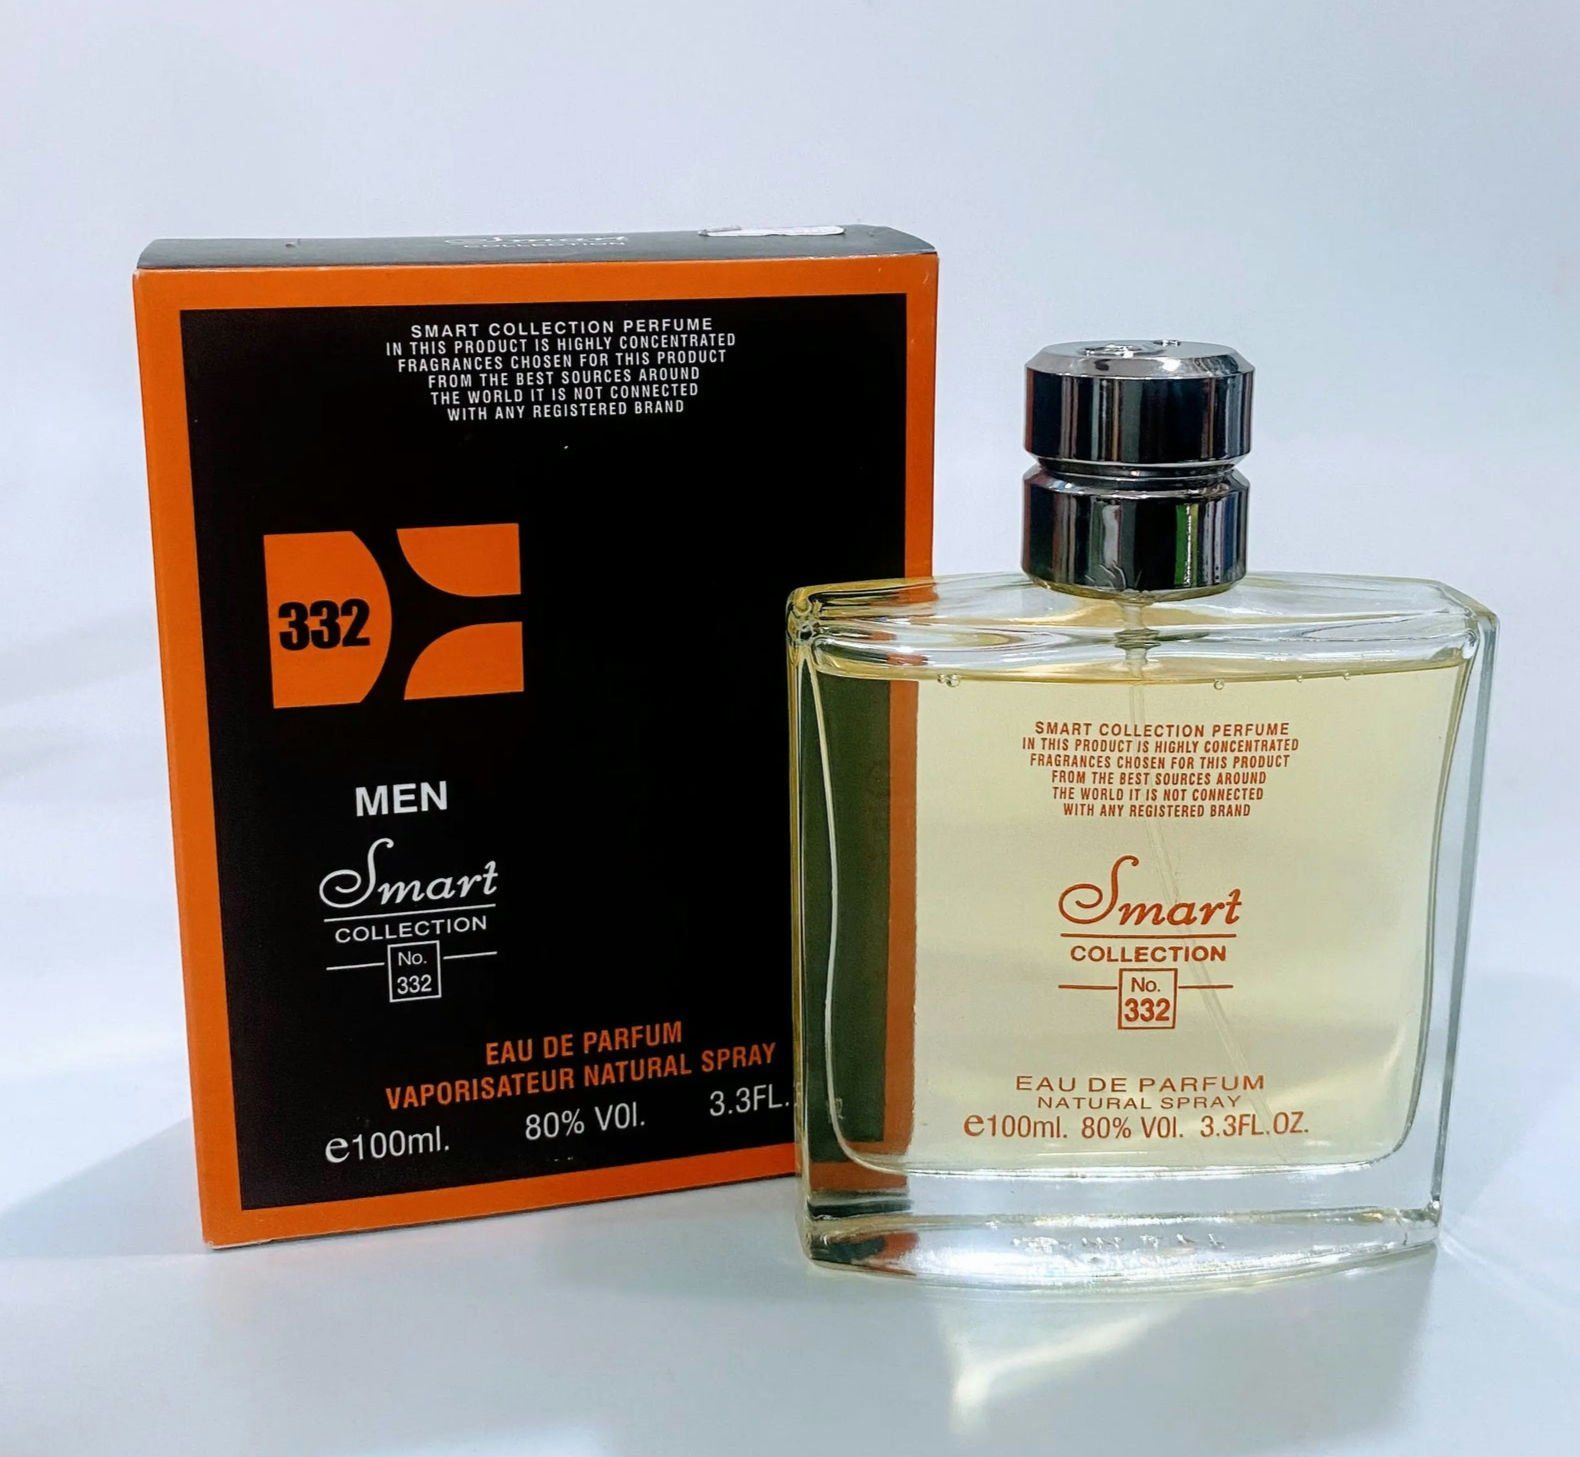 Smart
COLLECTION
SMART COLLECTION PERFUME
IN THIS PRODUCT IS HIGHLY CONCENTRATED
FRAGRANCES CHOSEN FOR THIS PRODUCT
FROM THE BEST SOURCES AROUND
THE WORLD IT IS NOT CONNECTED
WITH ANY REGISTERED BRAND
332
MEN
Smart
COLLECTION
No.
332
EAU DE PARFUM
VAPORISATEUR NATURAL SPRAY
e100ml. 80% VOl. 3.3FL.
SMART COLLECTION PERFUME
IN THIS PRODUCT IS HIGHLY CONCENTRATED
FRAGRANCES CHOSEN FOR THIS PRODUCT
FROM THE BEST SOURCES AROUND
THE WORLD IT IS NOT CONNECTED
WITH ANY REGISTERED BRAND
Smart
COLLECTION
No.
332
EAU DE PARFUM
NATURAL SPRAY
e100ml. 80% VOl. 3.3FL.OZ.